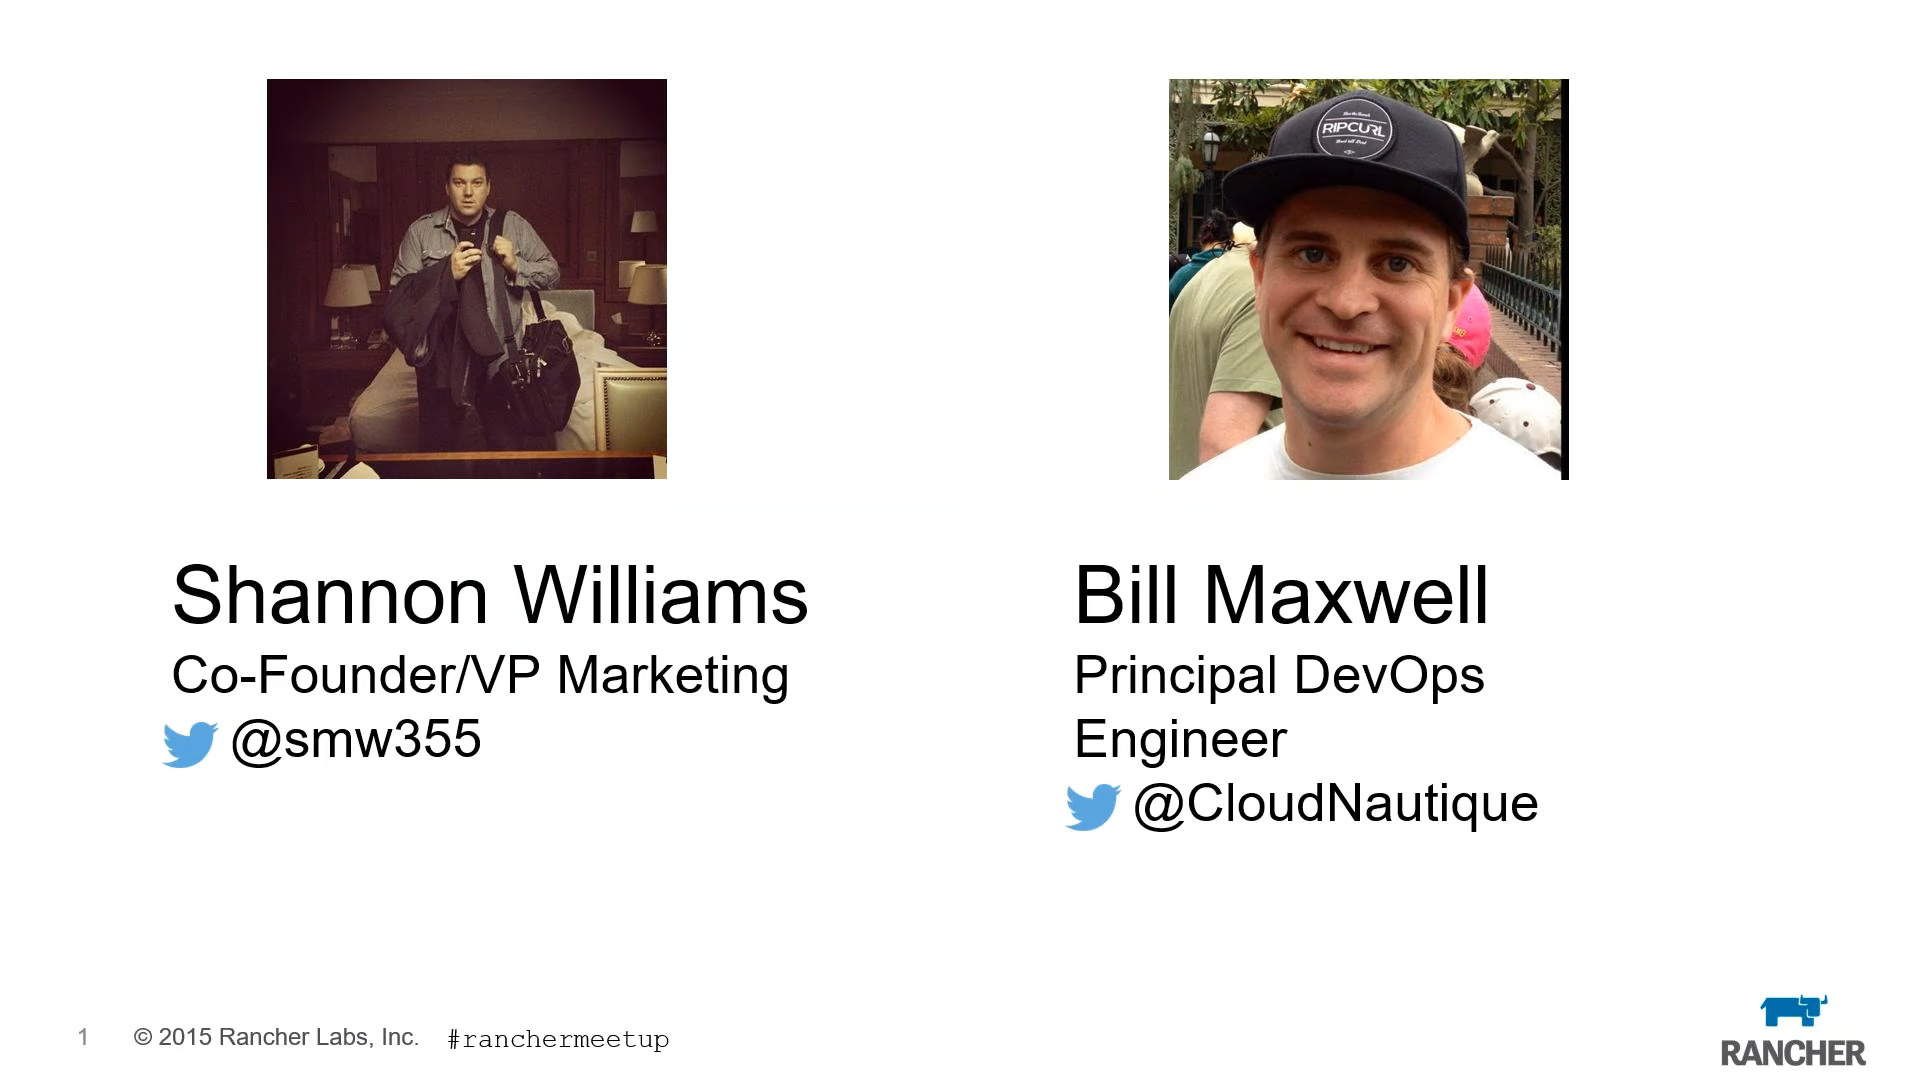 RIPCURL
Shannon Williams
Co-Founder/VP Marketing
@smw355
Bill Maxwell
Principal DevOps
Engineer
@CloudNautique
1
© 2015 Rancher Labs, Inc.
#ranchermeetup
RANCHER